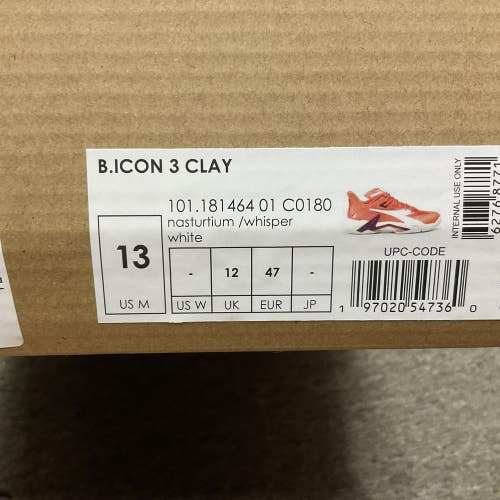 B.ICON 3 CLAY
101.181464 01 C0180
nasturtium /whisper
white
13
US M
-
12
47
-
US W
UK
EUR
JP
UPC-CODE
1 97020 54736 0
INTERNAL USE ONLY
62268771